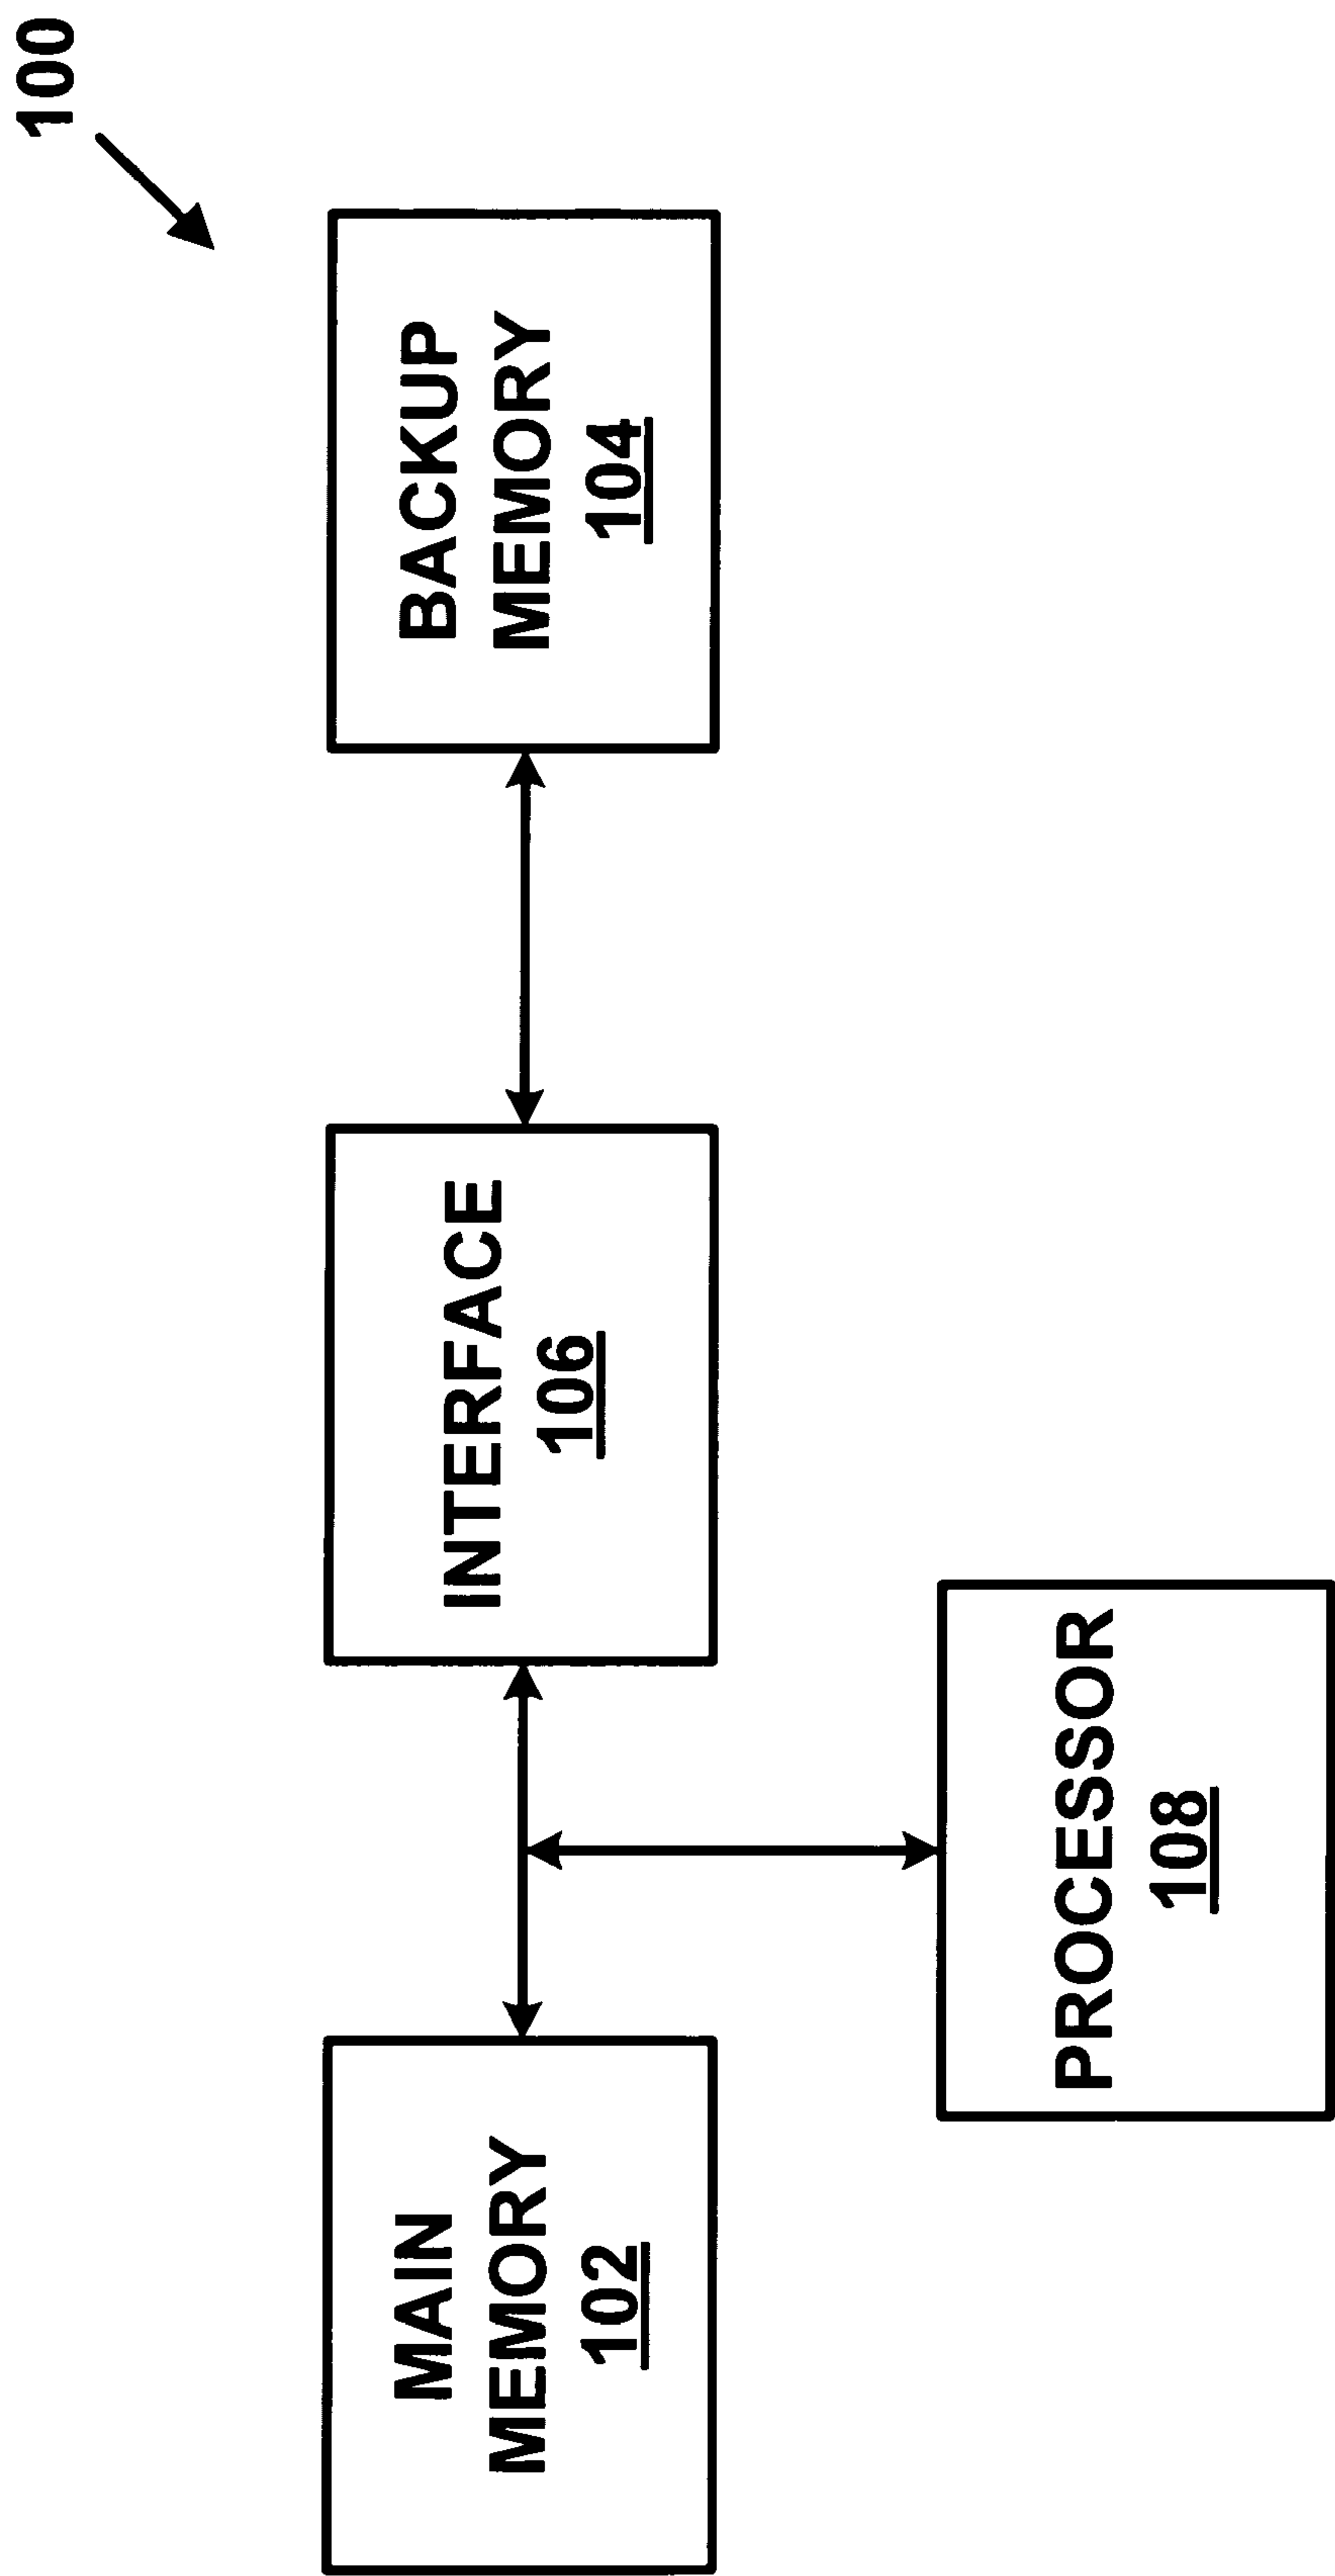 100
MAIN
MEMORY
102
INTERFACE
106
BACKUP
MEMORY
104
PROCESSOR
108